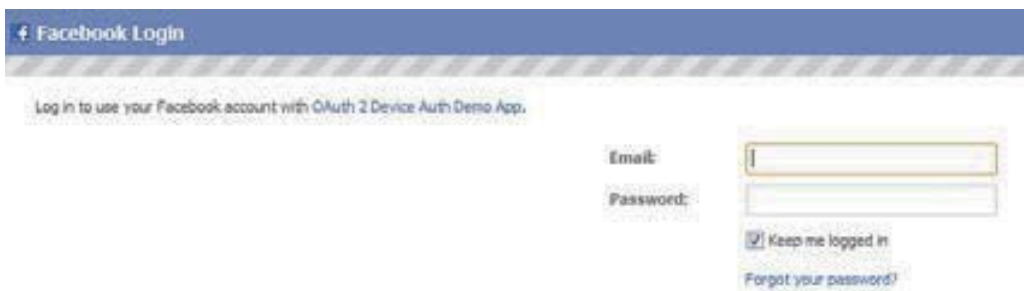 Facebook Login
Log in to use your Facebook account with OAuth 2 Device Auth Demo App.
Email:
Password:
Keep me logged in
Forgot your password?